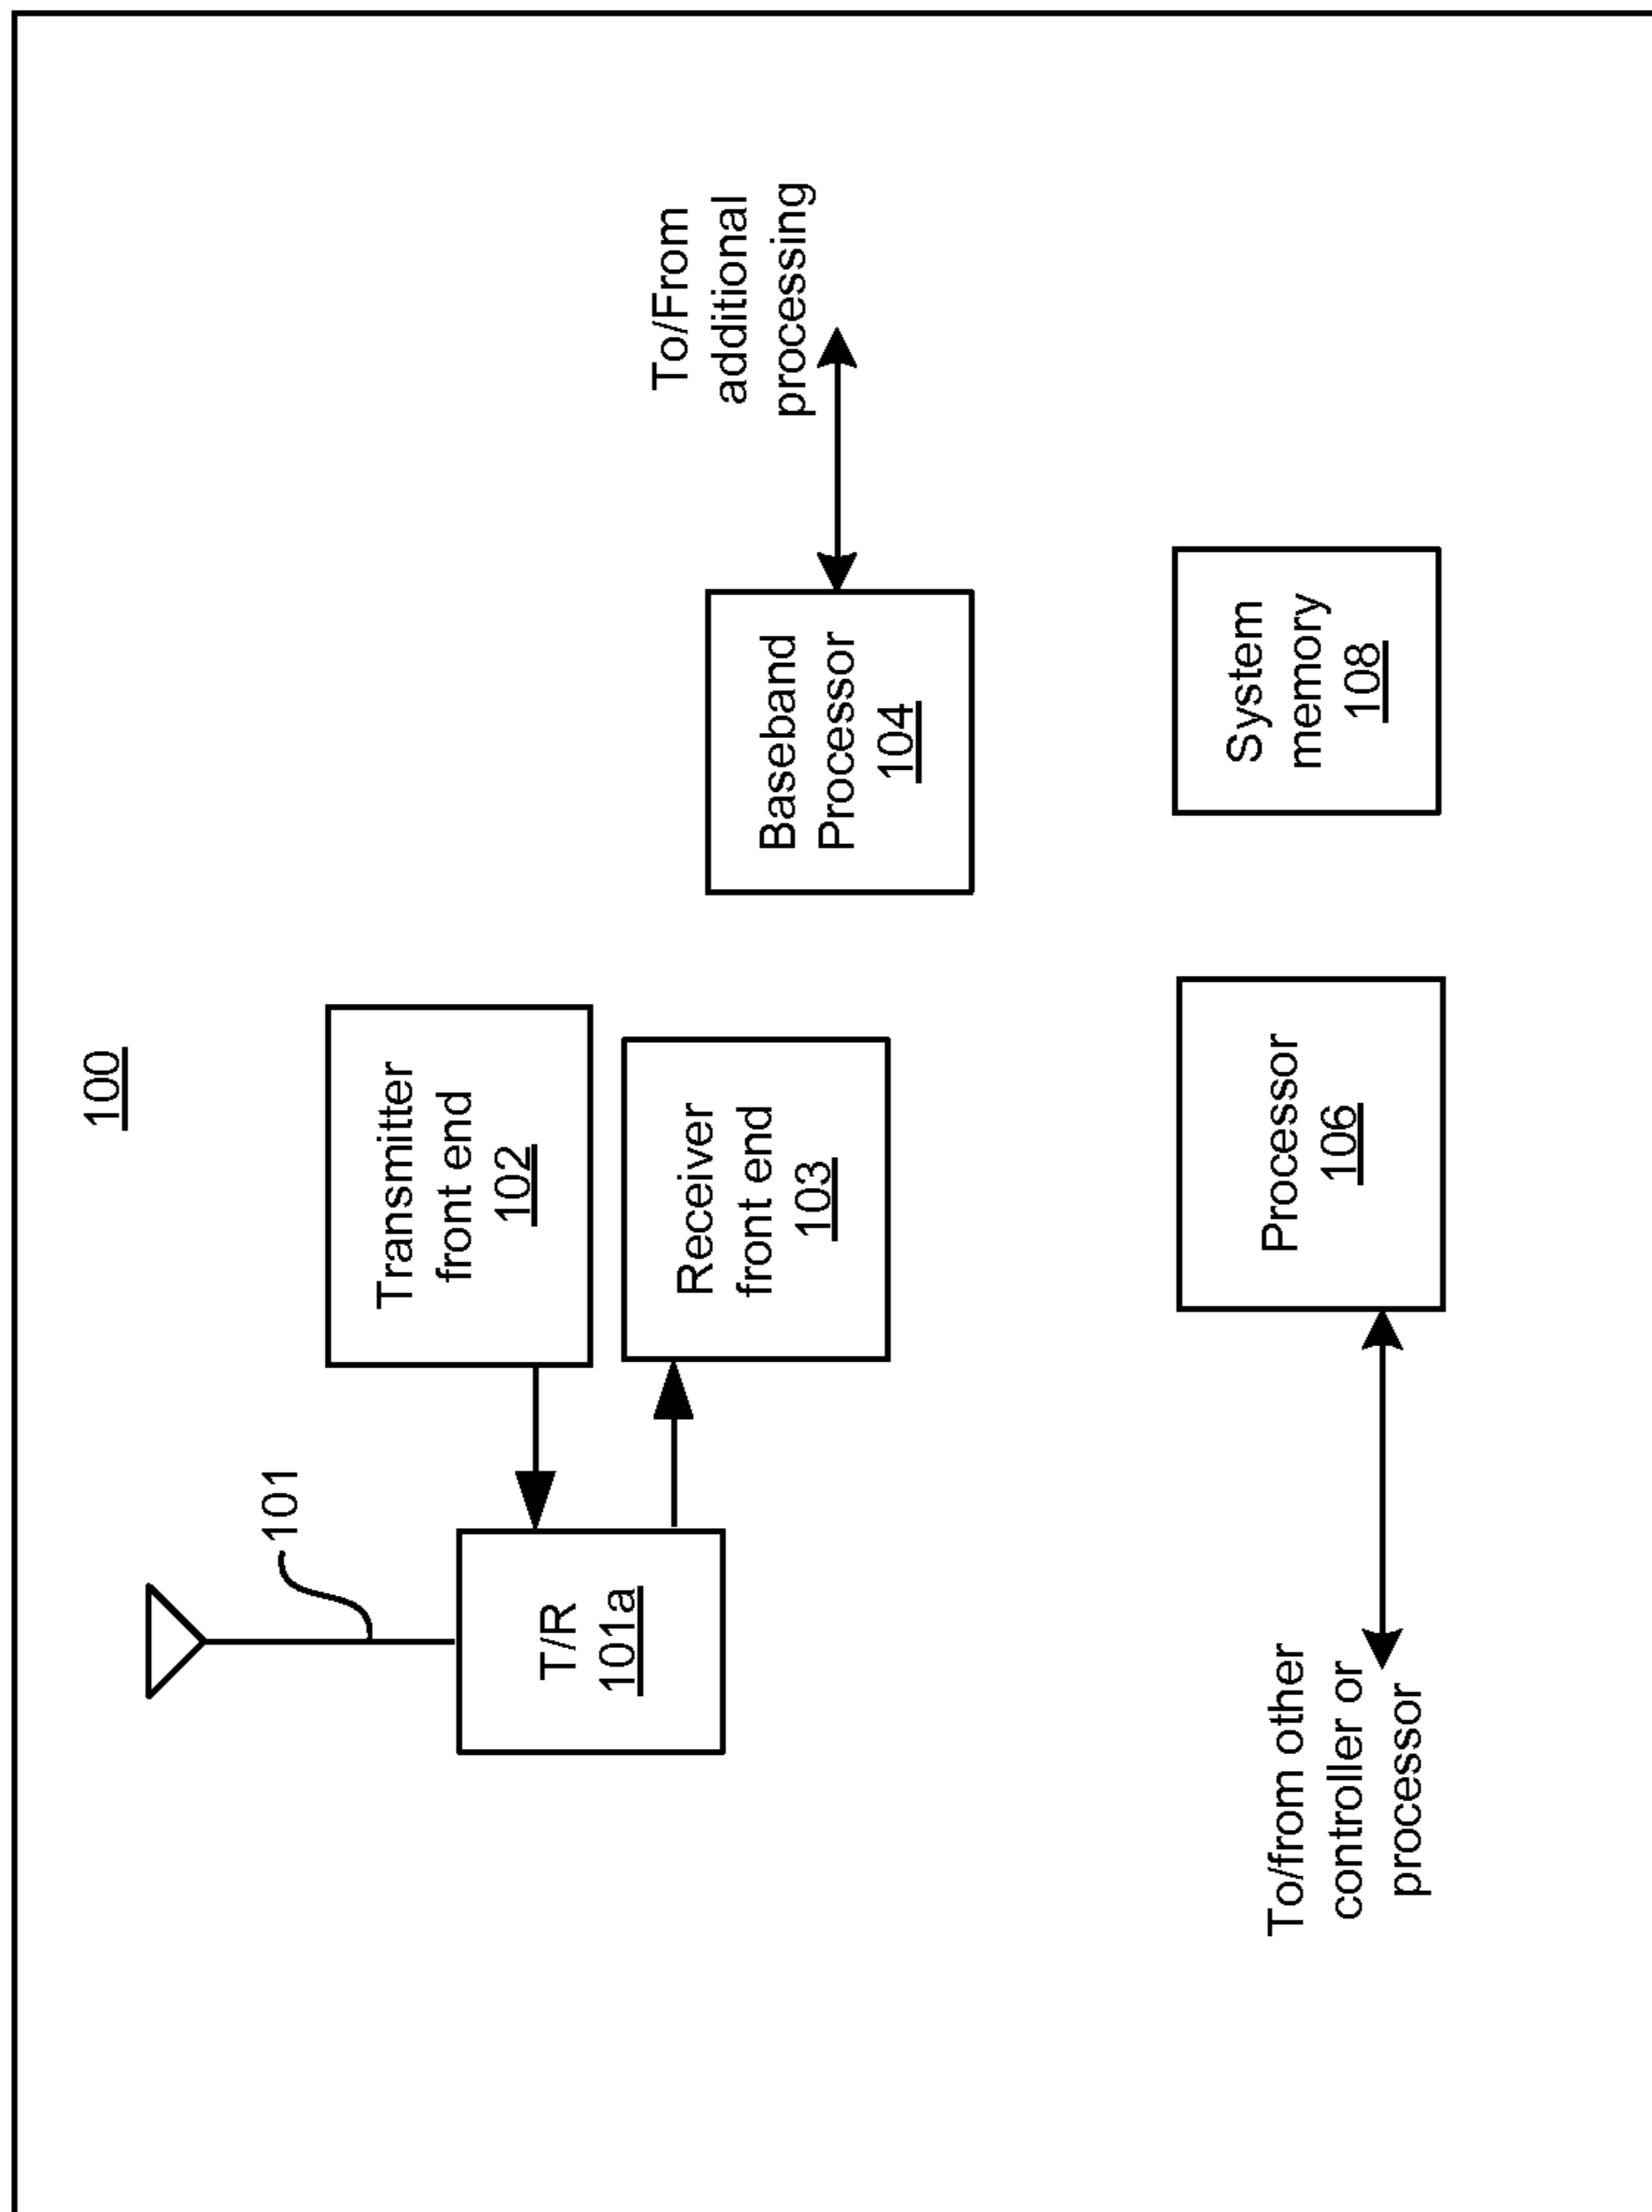 100
101
T/R
101a
Transmitter
front end
102
Receiver
front end
103
Baseband
Processor
104
To/From
additional
processing
To/from other
controller or
processor
Processor
106
System
memory
108